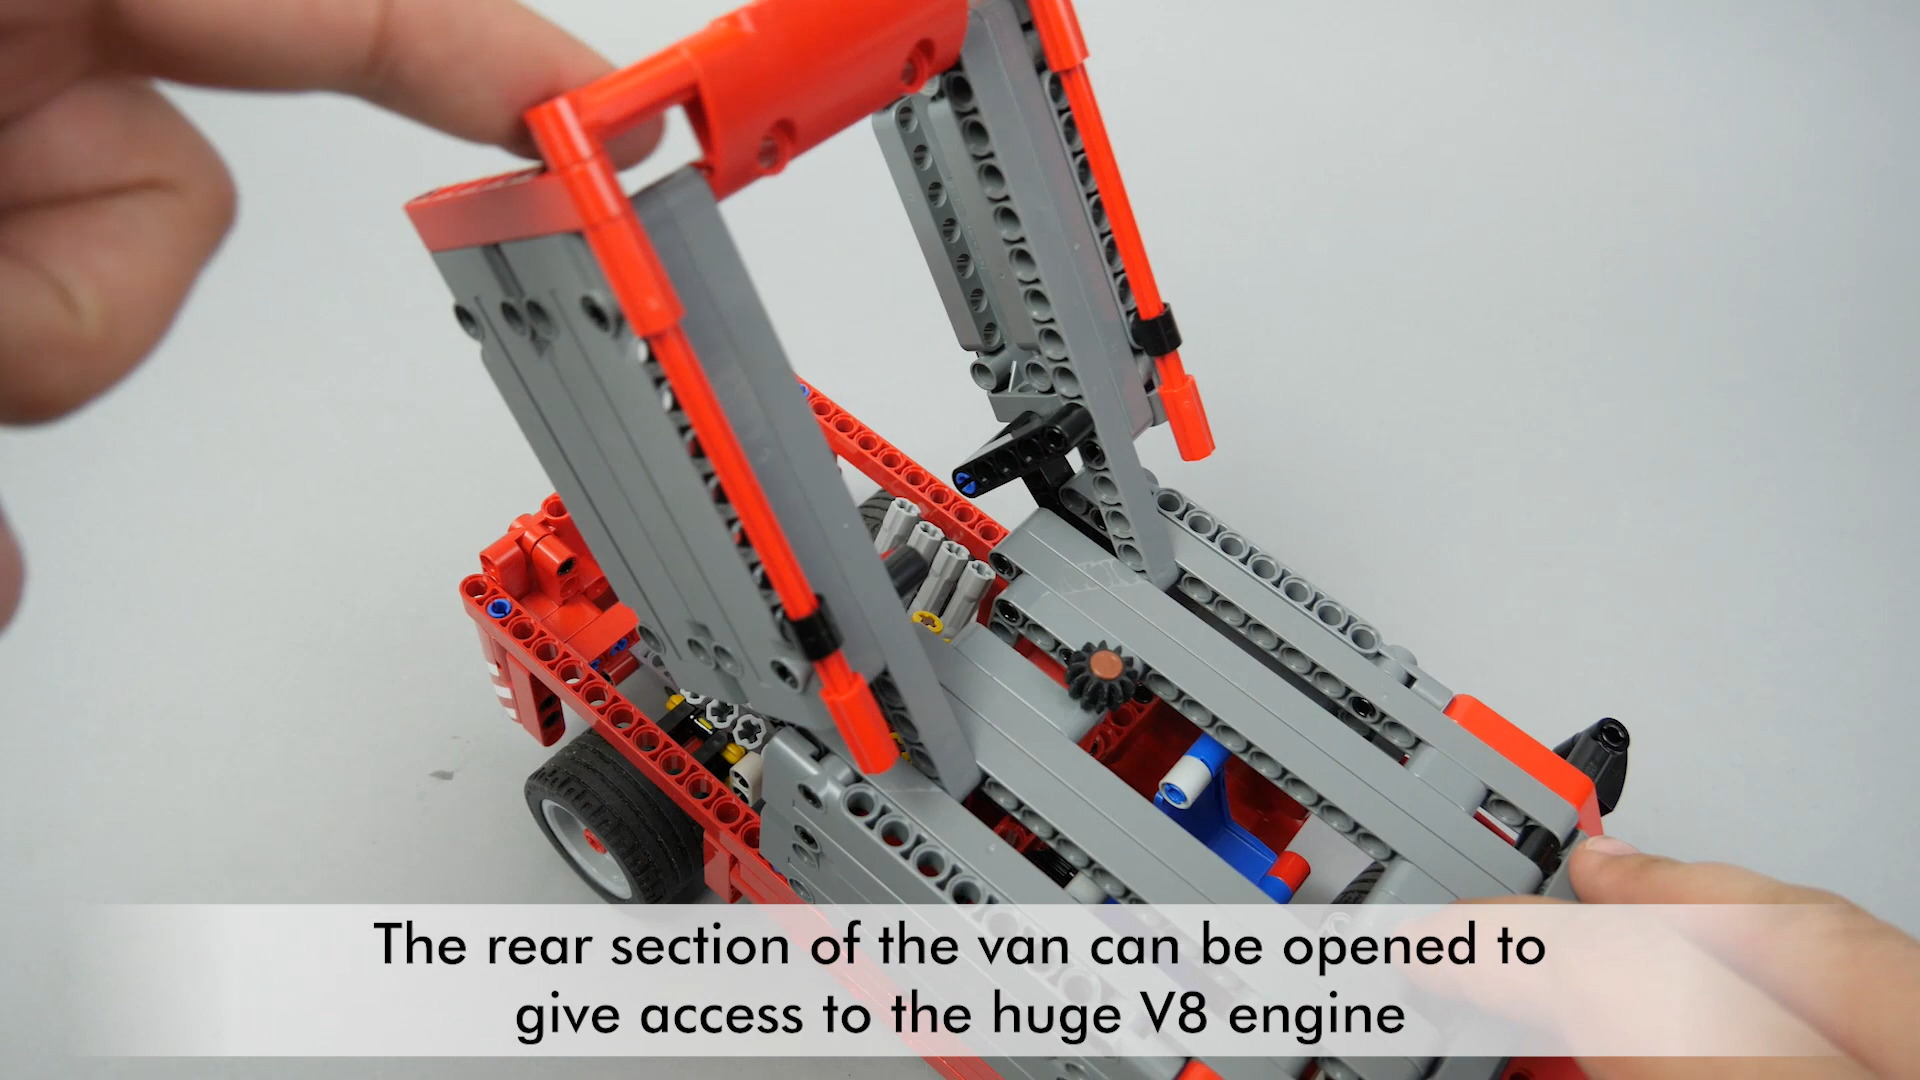 The rear section of the van can be opened to
give access to the huge V8 engine